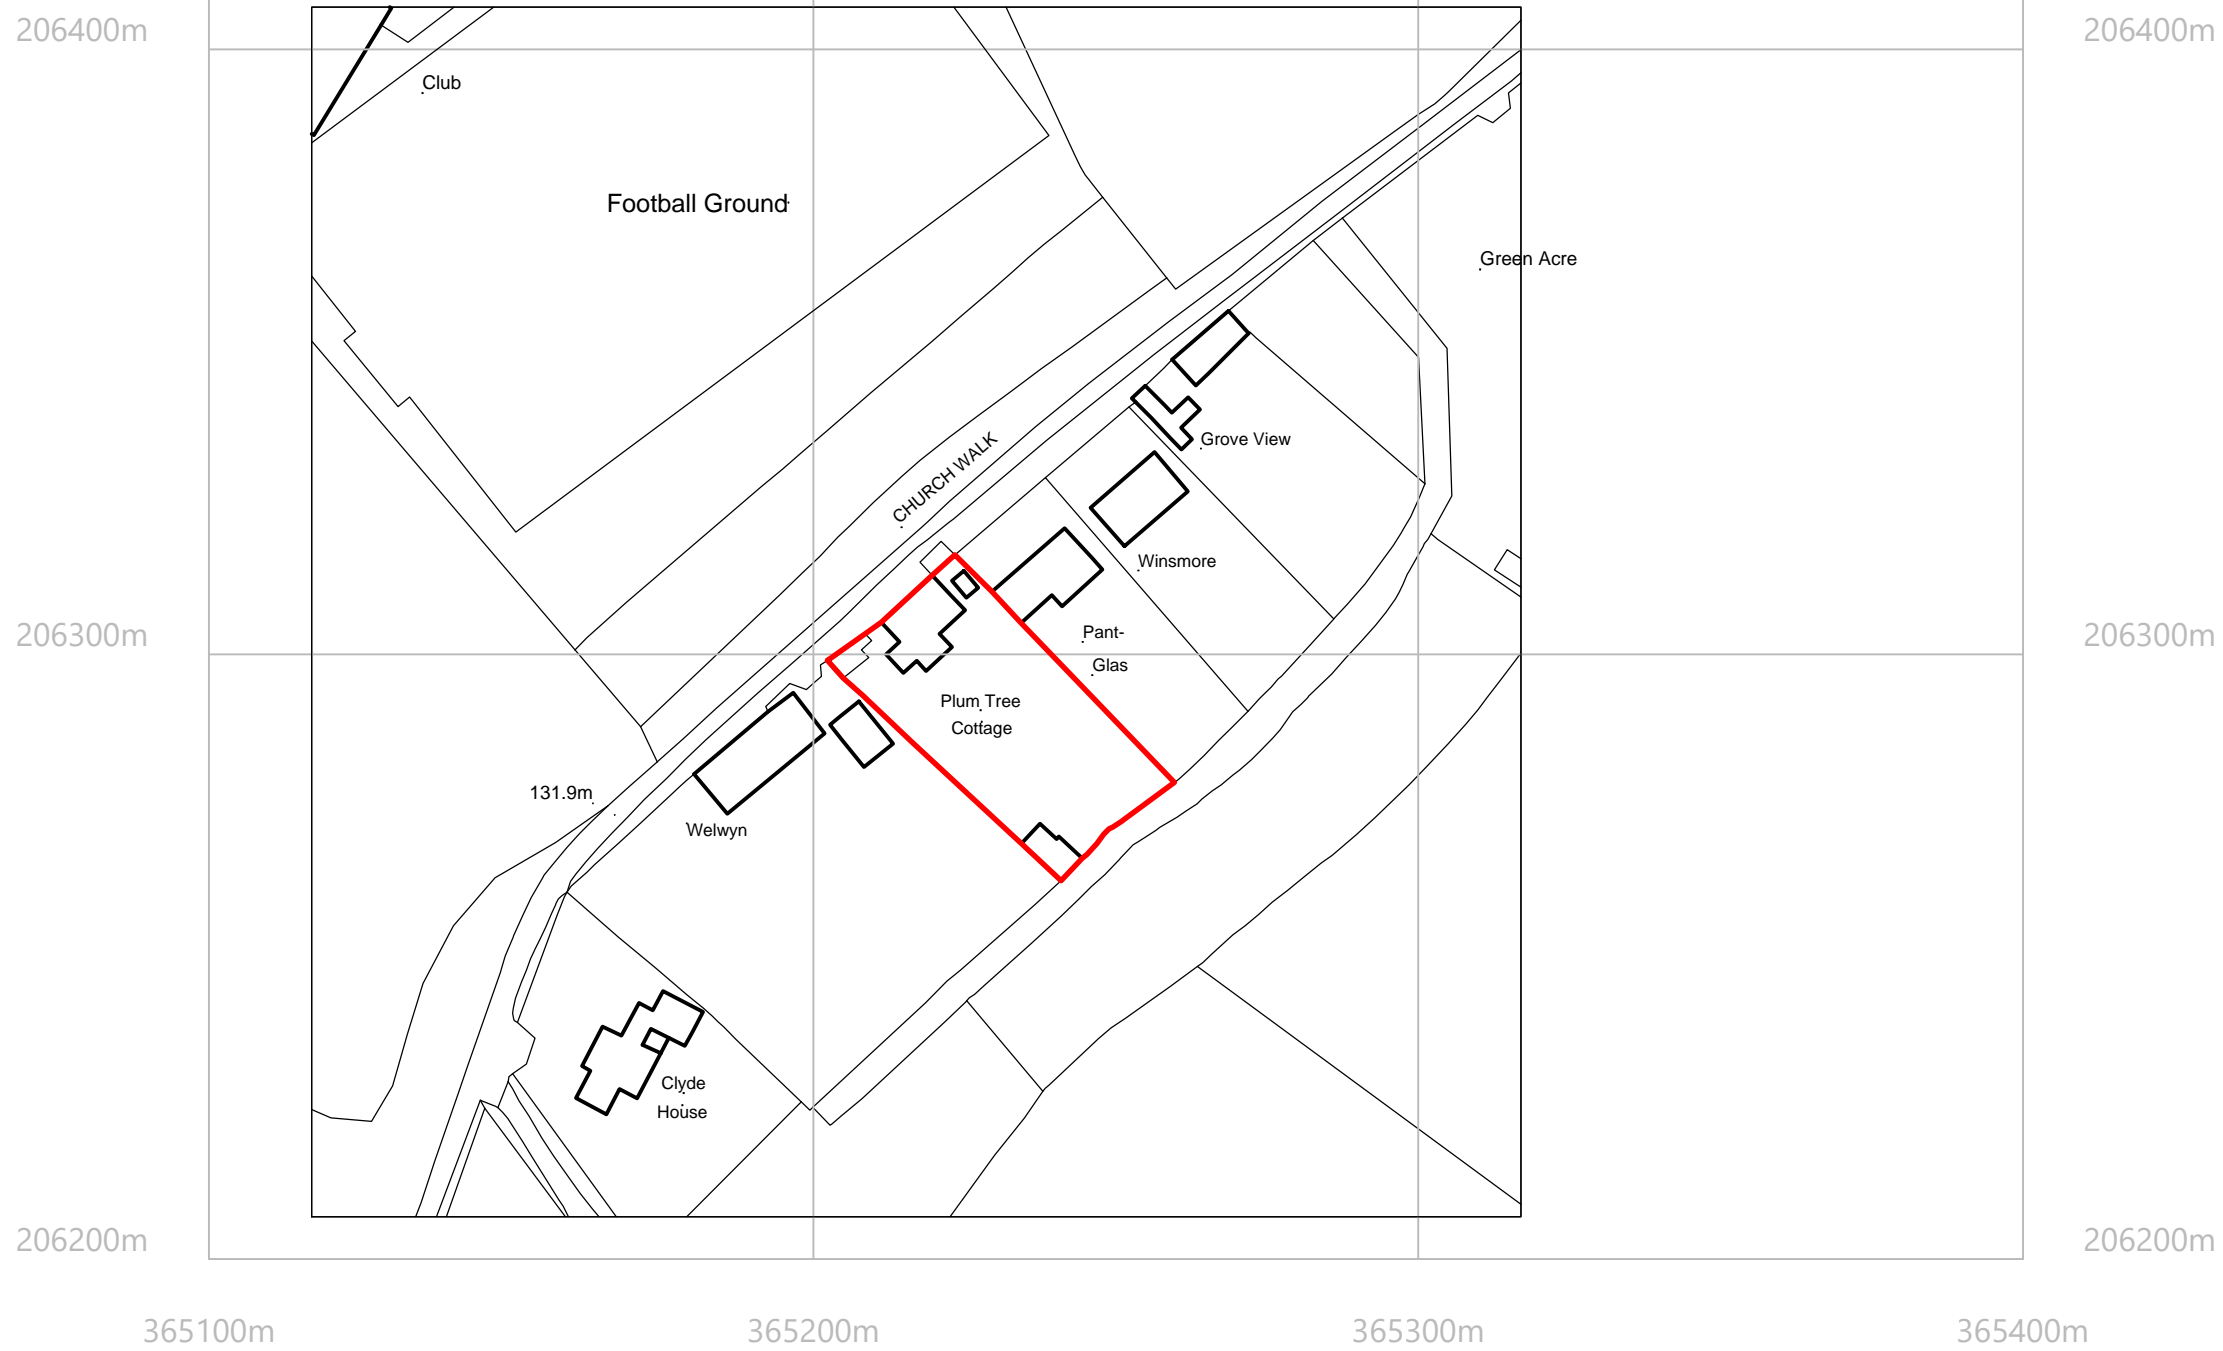 206400m
206400m
Club
Football Ground
Green Acre
CHURCH WALK
Grove View
Winsmore
206300m
Pant-
206300m
Glas
Plum Tree
Cottage
131.9m
Welwyn
Clyde
House
206200m
206200m
365100m
365200m
365300m
365400m